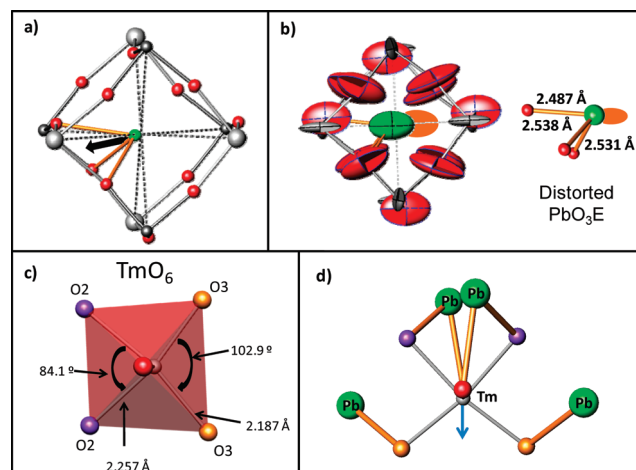 a)
b)
2.487 Å
2.538 Å
2.531 Å
Distorted
PbO₃E
c)
TmO₆
O2
O3
84.1 º
102.9 º
O2
O3
2.187 Å
2.257 Å
d)
Pb
Pb
Tm
Pb
Pb